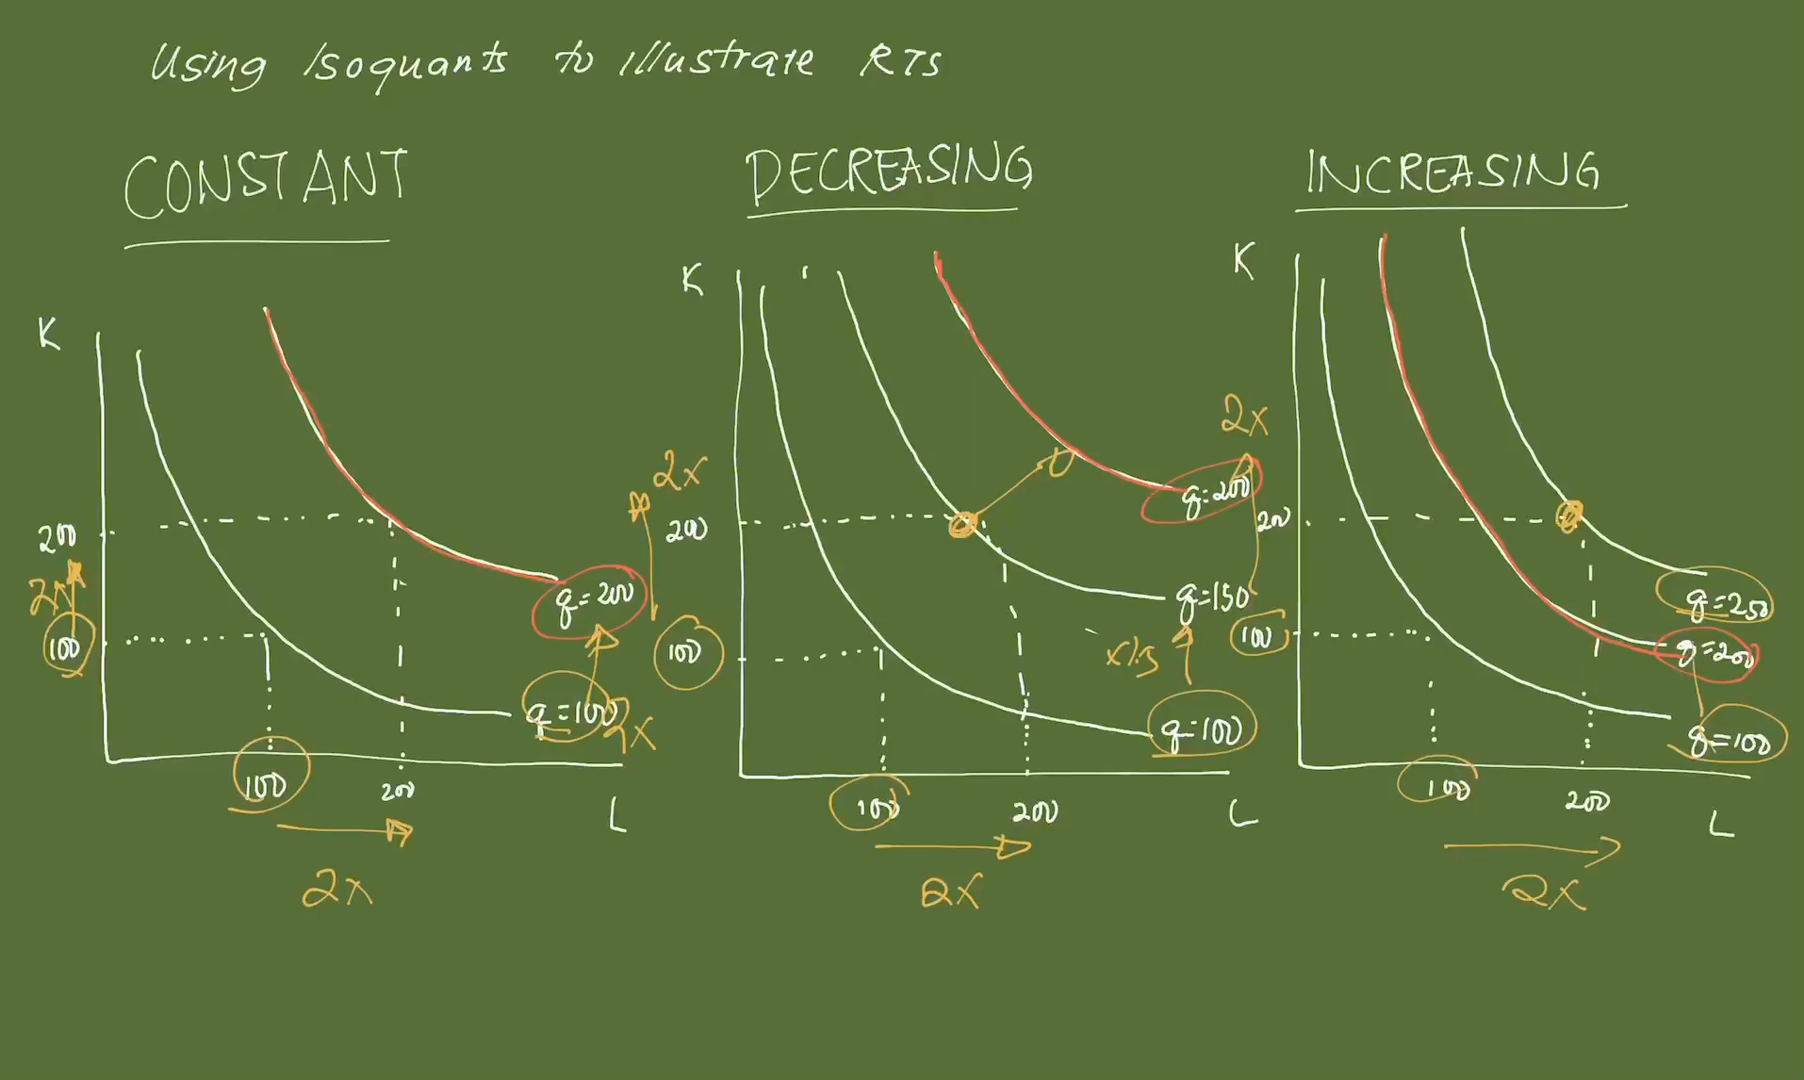 Using Isoquants to illustrate RTS
CONSTANT
K
200
2x
100
q=200
q=100
2x
100
200
L
2x
DECREASING
K
2x
200
100
2x
q=200
q=150
x1.5
q=100
100
200
L
2x
INCREASING
K
200
100
q=250
q=200
q=100
100
200
L
2x